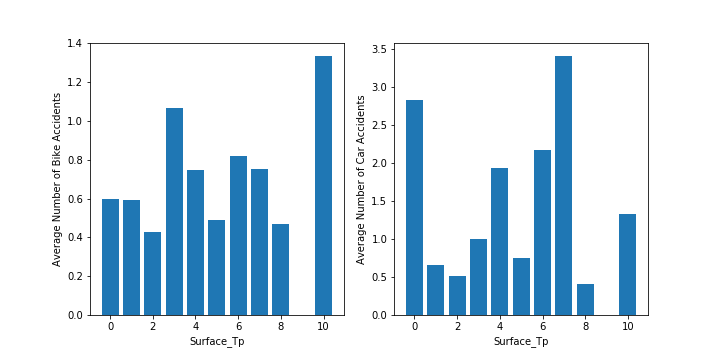 1.4
1.2
1.0
0.8
0.6
0.4
0.2
0.0
Average Number of Bike Accidents
0 2 4 6 8 10
Surface_Tp
3.5
3.0
2.5
2.0
1.5
1.0
0.5
0.0
Average Number of Car Accidents
0 2 4 6 8 10
Surface_Tp